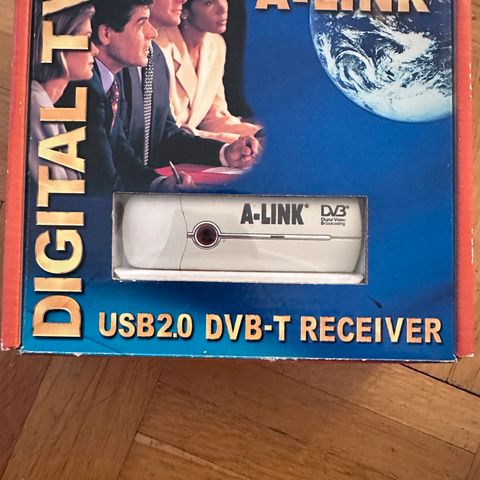 A-LINK
DIGITAL TV
A-LINK®
DVB®
Digital Video
Broadcasting
USB2.0 DVB-T RECEIVER